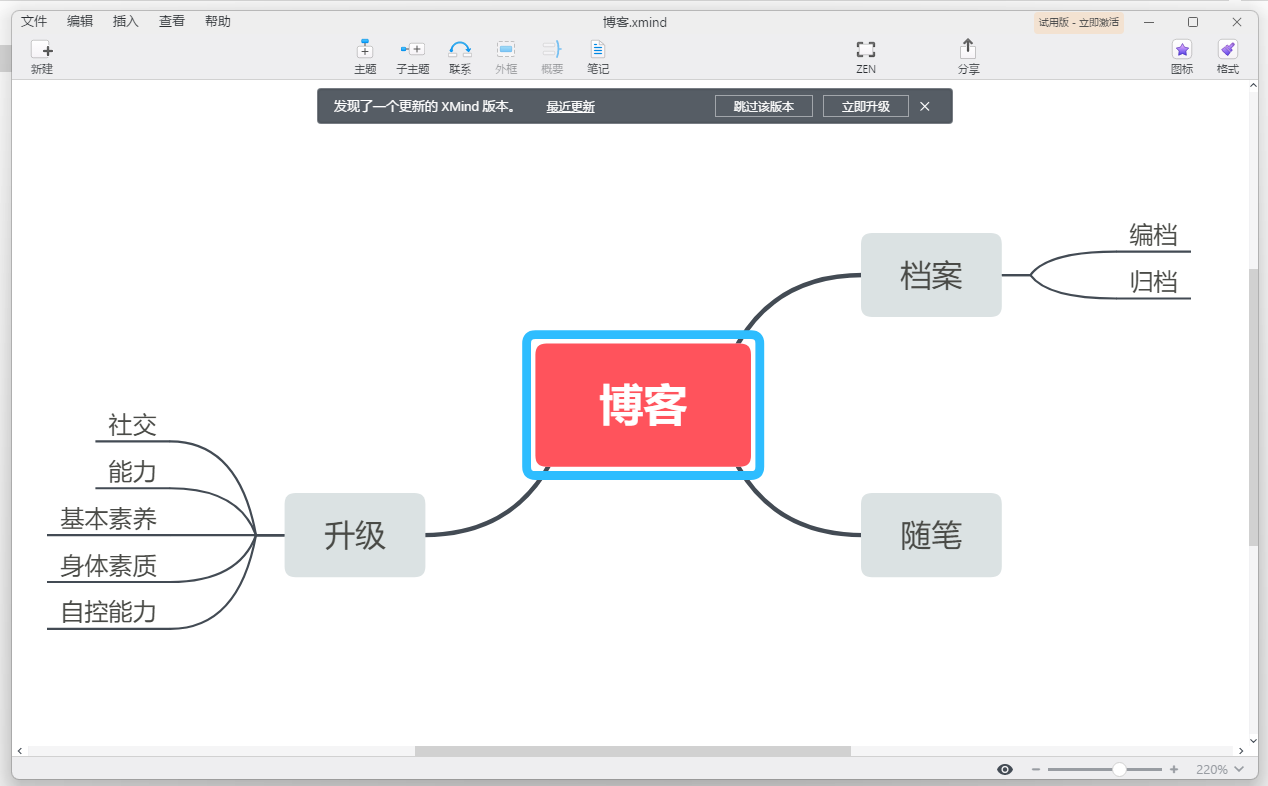 文件 编辑 插入 查看 帮助 博客.xmind 试用版 - 立即激活
新建 主题 子主题 联系 外框 概要 笔记 ZEN 分享 图标 格式
发现了一个更新的 XMind 版本。 最近更新 跳过该版本 立即升级
编档
档案
归档
博客
社交
能力
基本素养
升级
随笔
身体素质
自控能力
220%